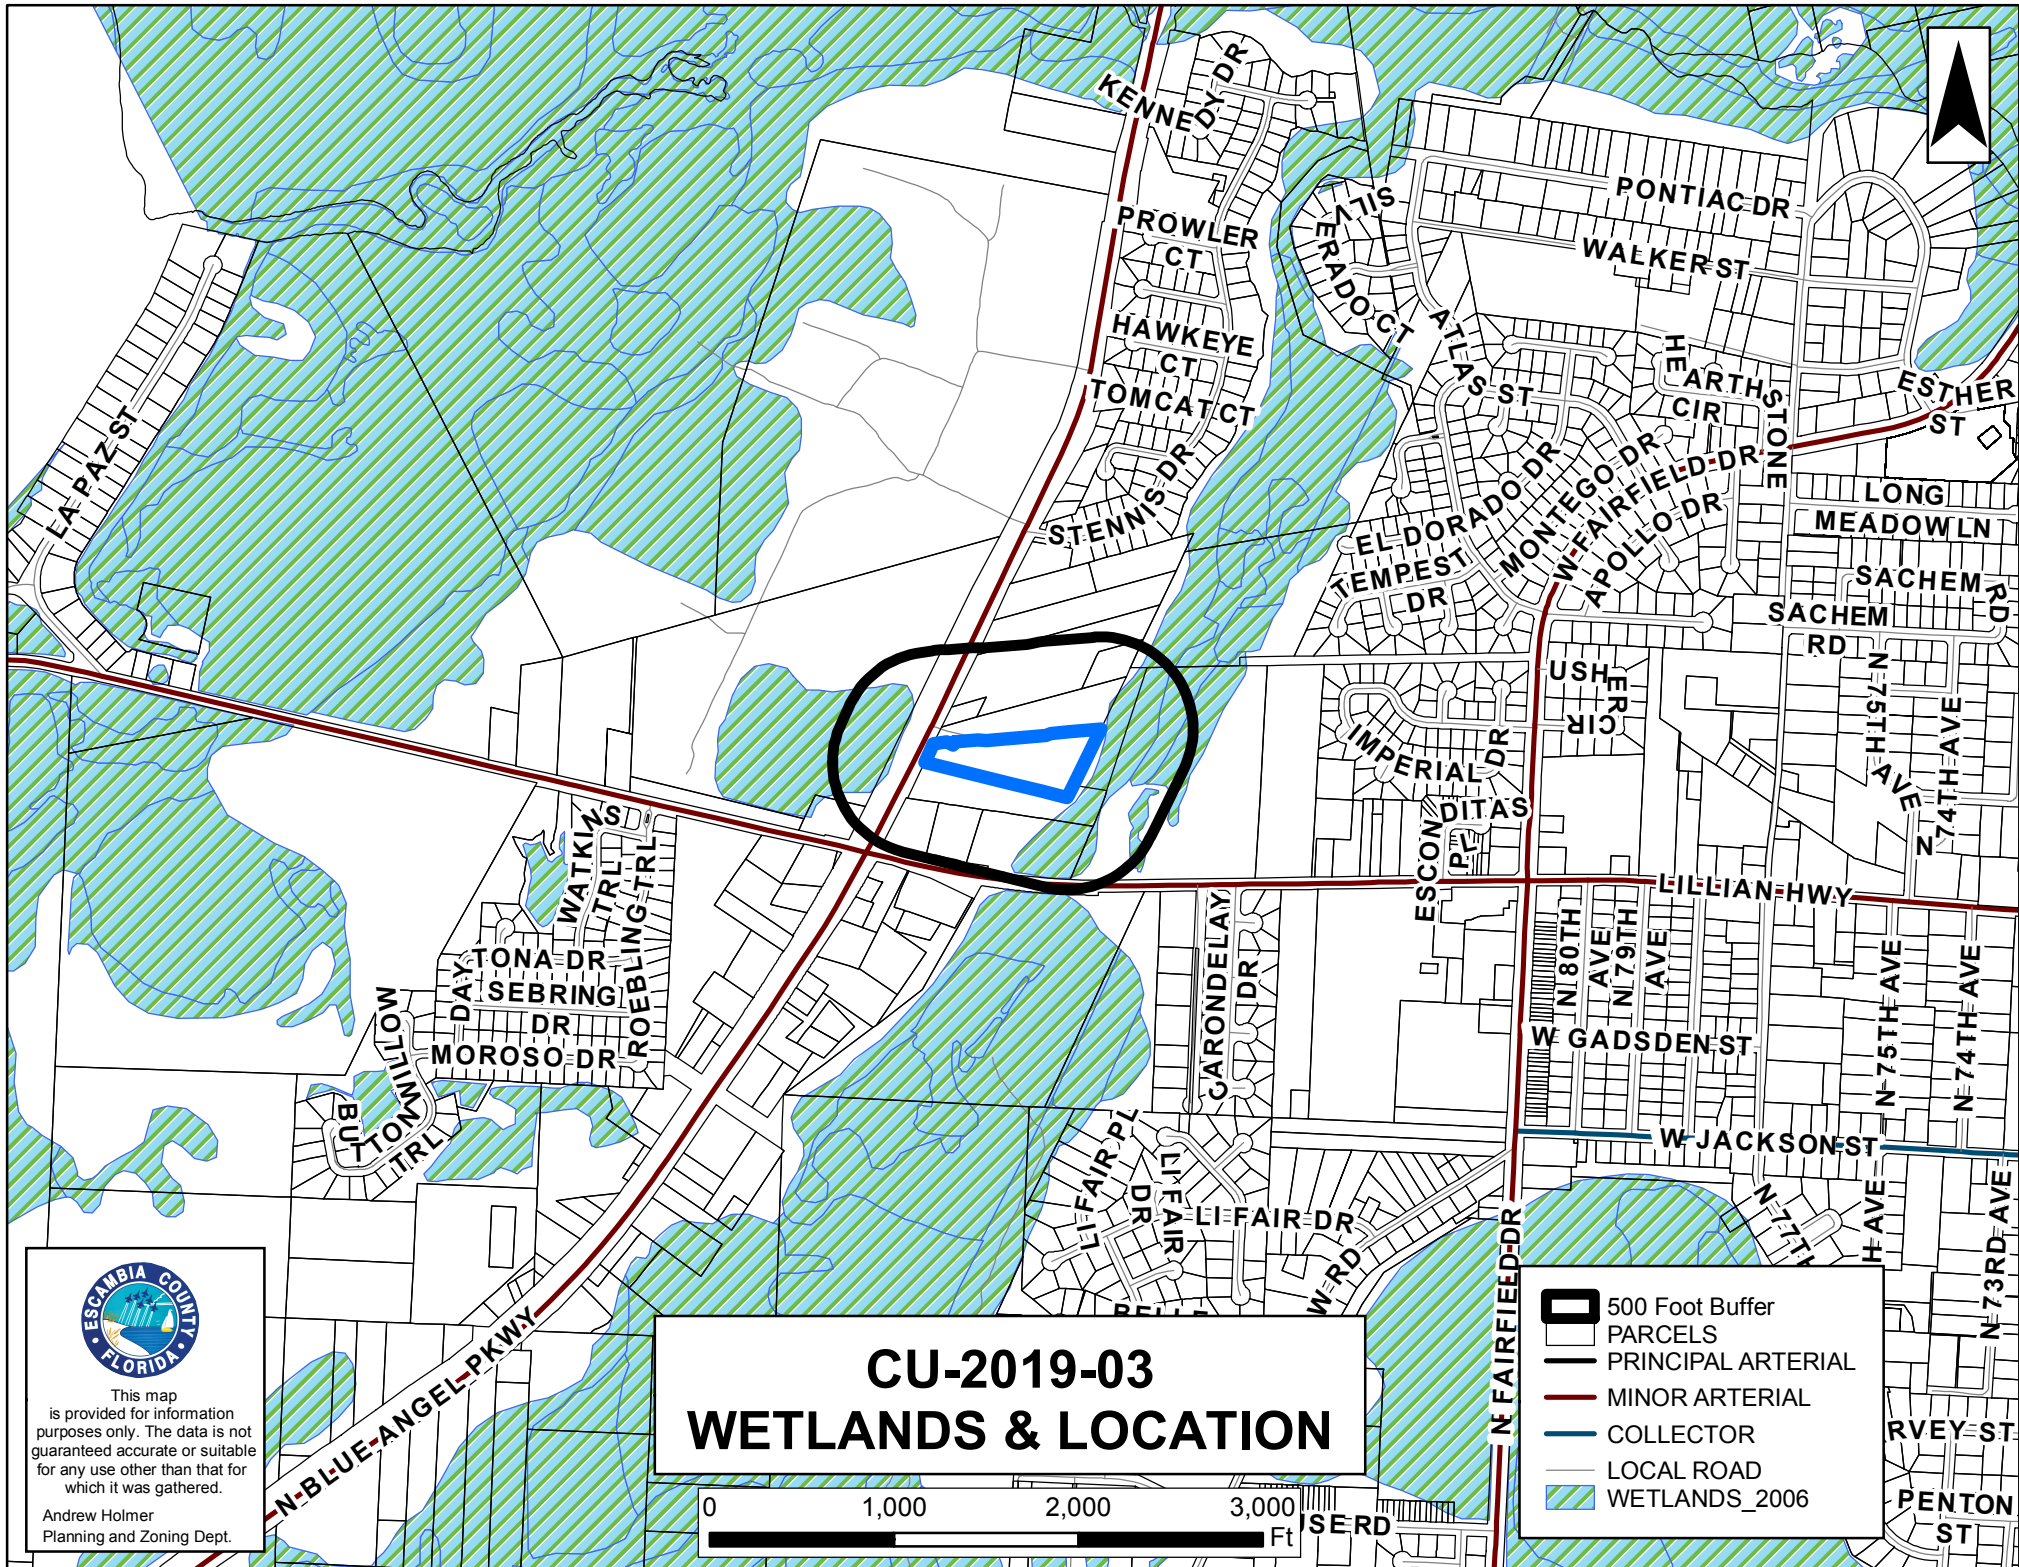 KENNEDY DR
PROWLER
CT
HAWKEYE
CT
TOMCAT CT
STENNIS DR
SILVERADO CT
PONTIAC DR
WALKER ST
ATLAS ST
HEARTHSTONE
CIR
ESTHER
ST
LA PAZ ST
EL DORADO DR
MONTEGO DR
W FAIRFIELD DR
APOLLO DR
TEMPEST
DR
LONG
MEADOW LN
SACHEM RD
SACHEM
RD
N 75TH AVE
N 74TH AVE
USHER
CIR
IMPERIAL DR
ESCONDITAS
PL
LILLIAN HWY
WATKINS
TRL
ROEBLING TRL
DAYTONA DR
SEBRING
DR
MOROSO DR
WILLOW
BUTTOM
TRL
CARONDELAY
DR
N 80TH
AVE
N 79TH
AVE
N 75TH AVE
N 74TH AVE
W GADSDEN ST
W JACKSON ST
LI FAIR PL
LI FAIR
DR
LI FAIR DR
W RD
N 77TH
H AVE
N 73RD AVE
N FAIRFIELD DR
N BLUE ANGEL PKWY
RVEY ST
PENTON
ST
USE RD
ESCAMBIA COUNTY
FLORIDA
This map
is provided for information
purposes only. The data is not
guaranteed accurate or suitable
for any use other than that for
which it was gathered.
Andrew Holmer
Planning and Zoning Dept.
CU-2019-03
WETLANDS & LOCATION
0 1,000 2,000 3,000
Ft
500 Foot Buffer
PARCELS
PRINCIPAL ARTERIAL
MINOR ARTERIAL
COLLECTOR
LOCAL ROAD
WETLANDS_2006